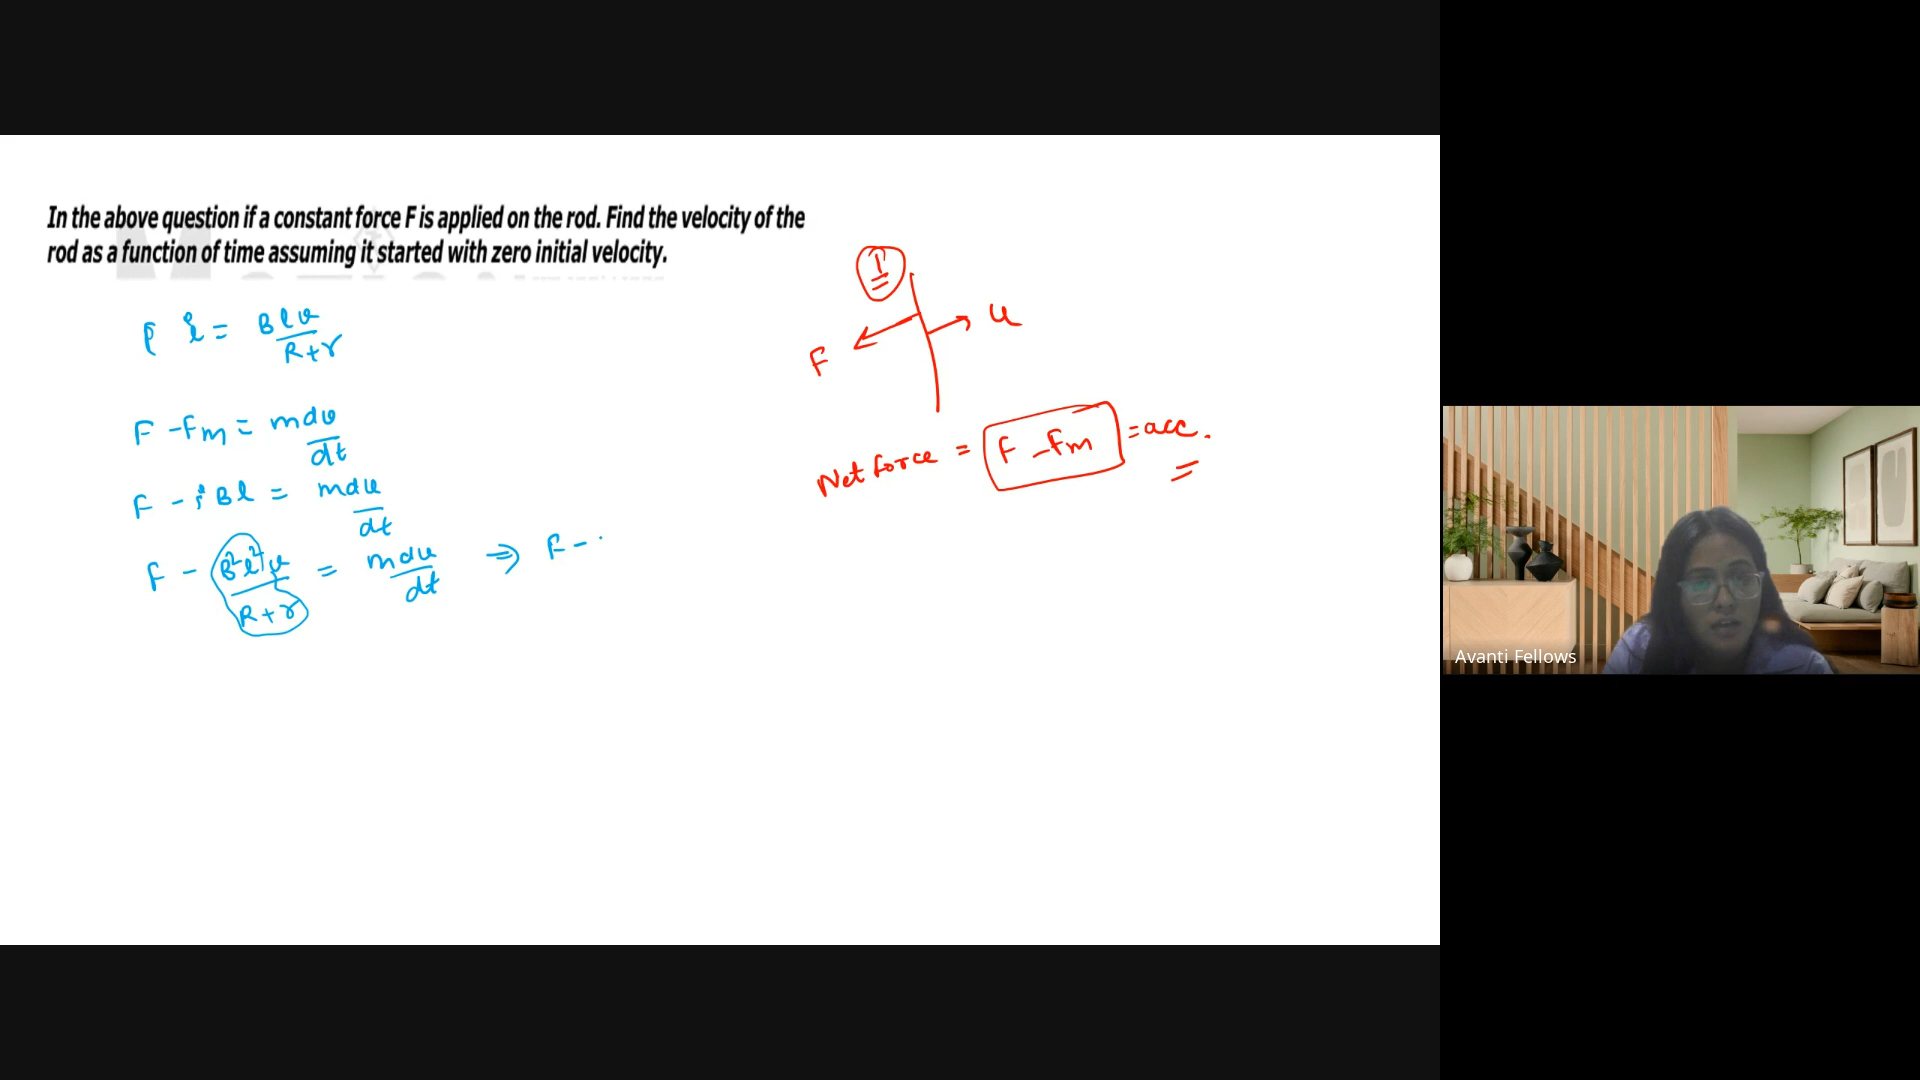 In the above question if a constant force F is applied on the rod. Find the velocity of the
rod as a function of time assuming it started with zero initial velocity.
i = Blv/R+r
F - Fm = mdv/dt
F - iBl = mdv/dt
F - B²l²v/R+r = mdv/dt ⇒ F -
I
F
u
Net force = F - Fm = acc.
Avanti Fellows